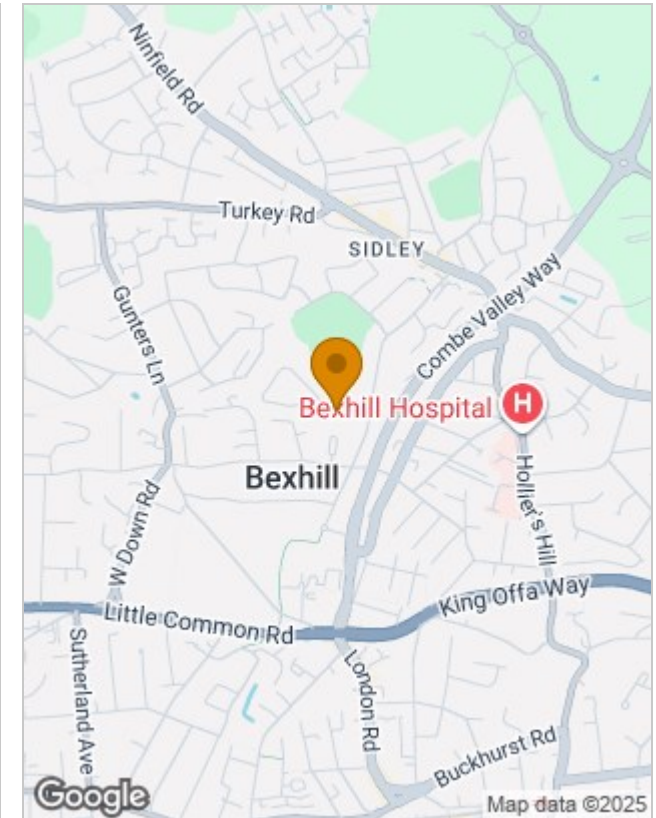 Ninfield Rd
Turkey Rd
SIDLEY
Combe Valley Way
Gunters Ln
Bexhill Hospital
H
Bexhill
Hollier's Hill
W Down Rd
King Offa Way
Little Common Rd
Sutherland Ave
London Rd
Buckhurst Rd
Google
Map data ©2025